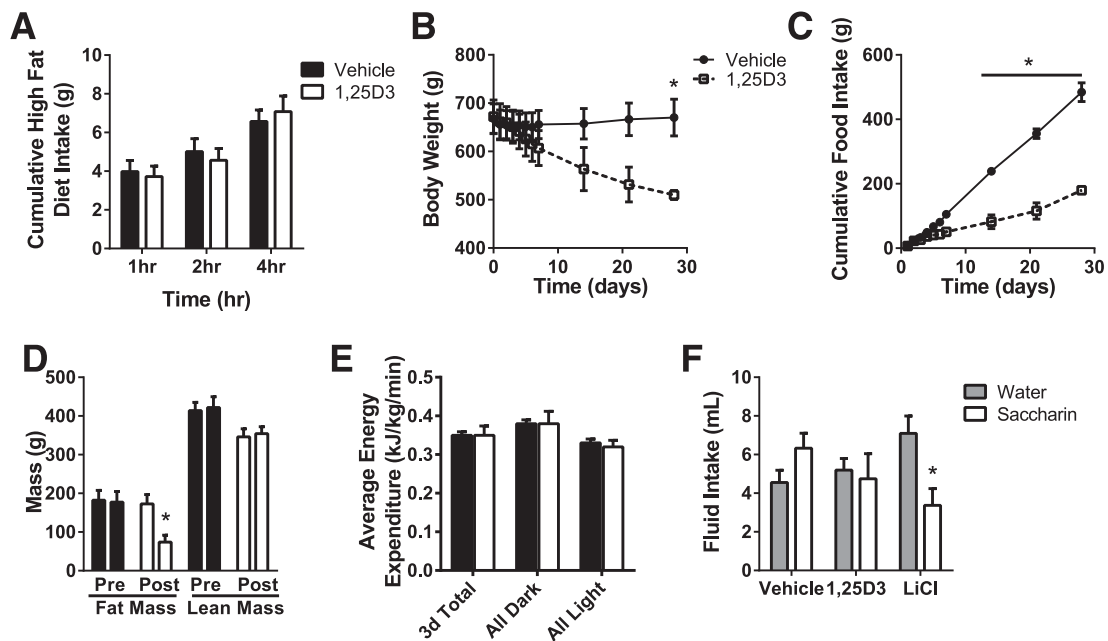 A
Cumulative High Fat
Diet Intake (g)
10
8
6
4
2
0
1hr
2hr
4hr
Time (hr)
Vehicle
1,25D3
B
Body Weight (g)
800
700
600
500
400
0
10
20
30
Time (days)
*
Vehicle
1,25D3
C
Cumulative Food Intake (g)
600
400
200
0
0
10
20
30
Time (days)
*
D
Mass (g)
500
400
300
200
100
0
*
Pre Post Pre Post
Fat Mass Lean Mass
E
Average Energy
Expenditure (kJ/kg/min)
0.5
0.4
0.3
0.2
0.1
0.0
3d Total
All Dark
All Light
F
Fluid Intake (mL)
10
8
6
4
2
0
*
Vehicle 1,25D3 LiCl
Water
Saccharin